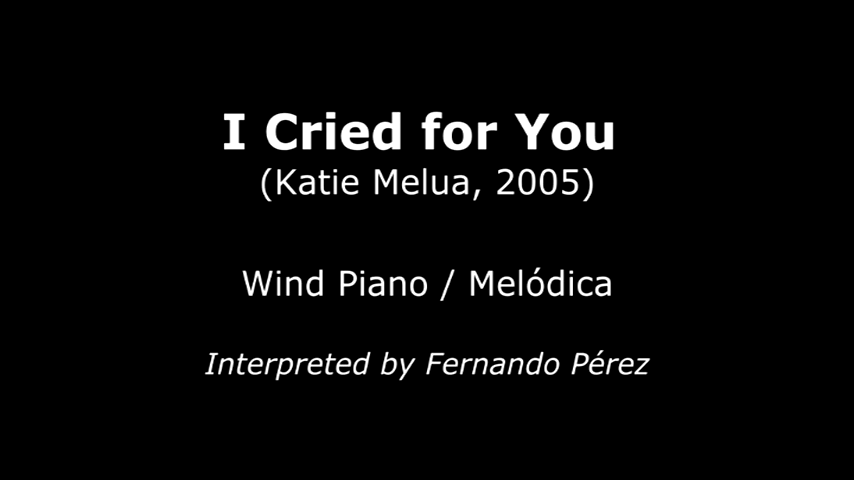 I Cried for You
(Katie Melua, 2005)
Wind Piano / Melódica
Interpreted by Fernando Pérez